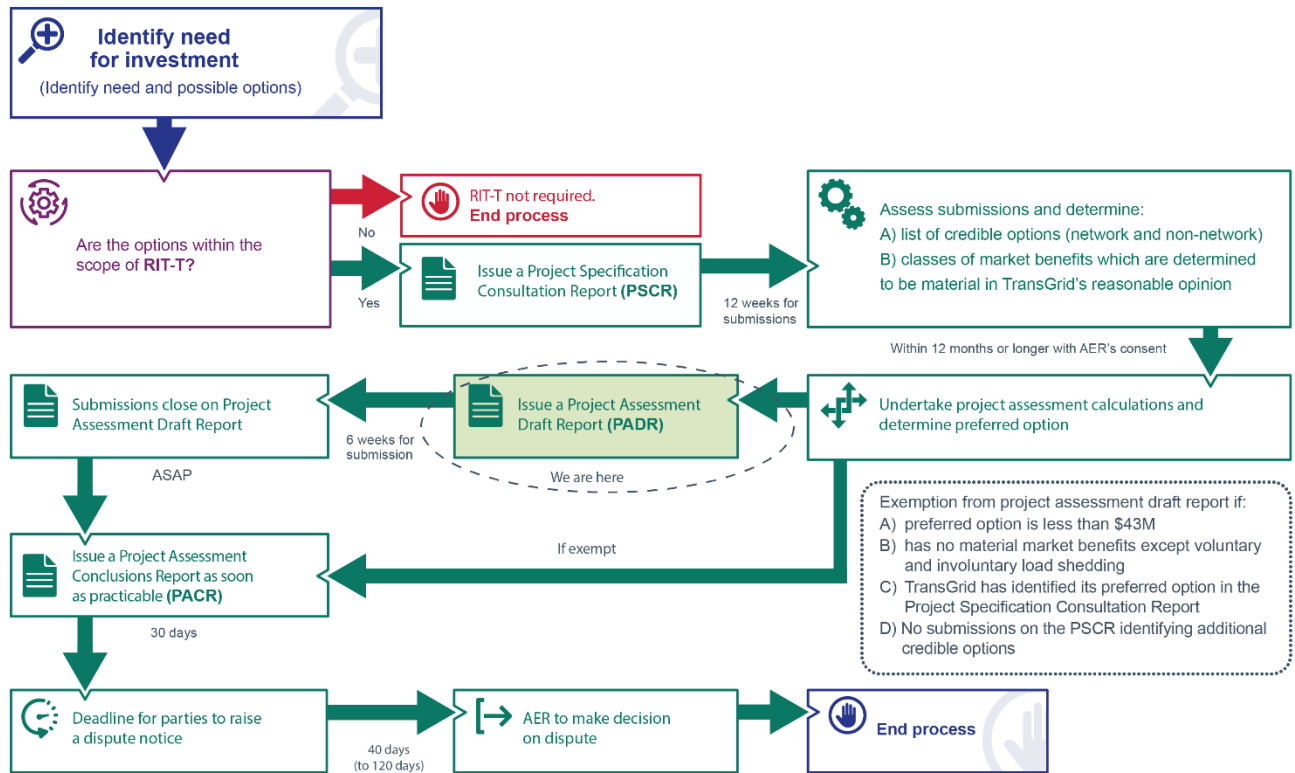 Identify need
for investment
(Identify need and possible options)
Are the options within the
scope of RIT-T?
No
RIT-T not required.
End process
Yes
Issue a Project Specification
Consultation Report (PSCR)
12 weeks for
submissions
Assess submissions and determine:
A) list of credible options (network and non-network)
B) classes of market benefits which are determined
to be material in TransGrid's reasonable opinion
Within 12 months or longer with AER's consent
Undertake project assessment calculations and
determine preferred option
Issue a Project Assessment
Draft Report (PADR)
We are here
6 weeks for
submission
Submissions close on Project
Assessment Draft Report
ASAP
Exemption from project assessment draft report if:
A) preferred option is less than $43M
B) has no material market benefits except voluntary
and involuntary load shedding
C) TransGrid has identified its preferred option in the
Project Specification Consultation Report
D) No submissions on the PSCR identifying additional
credible options
If exempt
Issue a Project Assessment
Conclusions Report as soon
as practicable (PACR)
30 days
Deadline for parties to raise
a dispute notice
40 days
(to 120 days)
AER to make decision
on dispute
End process